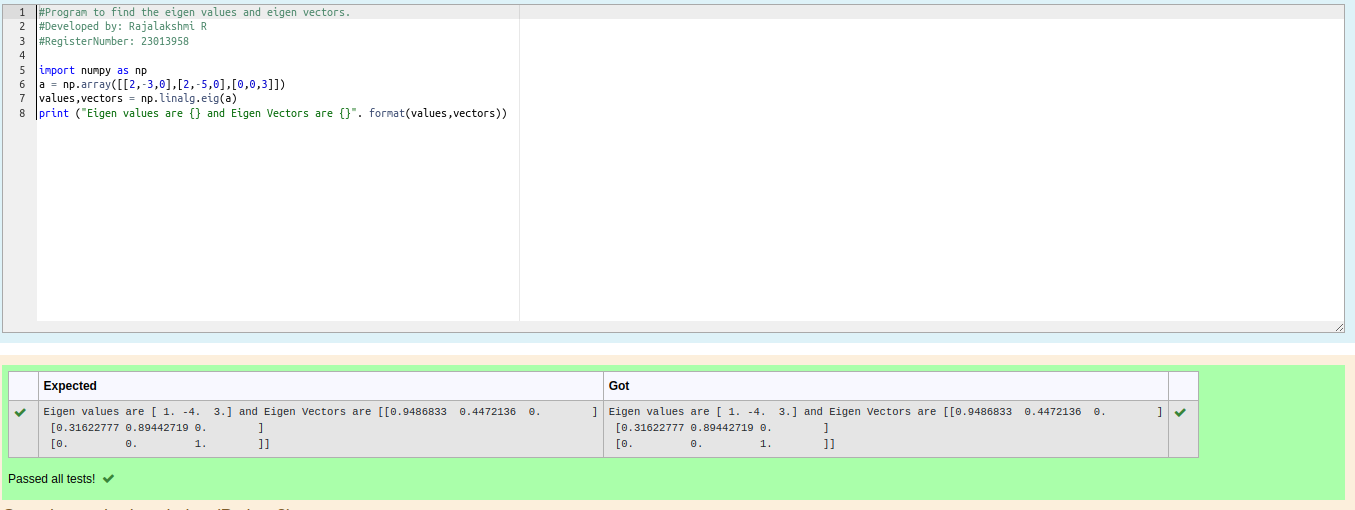 1 #Program to find the eigen values and eigen vectors.
2 #Developed by: Rajalakshmi R
3 #RegisterNumber: 23013958
4
5 import numpy as np
6 a = np.array([[2,-3,0],[2,-5,0],[0,0,3]])
7 values,vectors = np.linalg.eig(a)
8 print ("Eigen values are {} and Eigen Vectors are {}". format(values,vectors))
Expected Got
Eigen values are [ 1. -4.  3.] and Eigen Vectors are [[0.9486833  0.4472136  0.        ] Eigen values are [ 1. -4.  3.] and Eigen Vectors are [[0.9486833  0.4472136  0.        ]
[0.31622777 0.89442719 0.        ] [0.31622777 0.89442719 0.        ]
[0.         0.         1.        ]] [0.         0.         1.        ]]
Passed all tests!